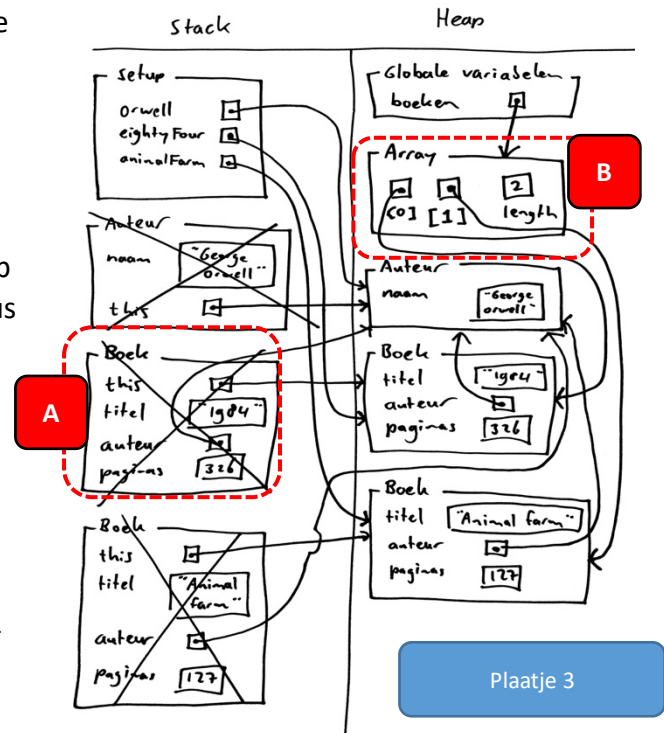 e
Stack
Heap
setup
orwell
eightyFour
animalFarm
Globale variabelen
boeken
Array
2
[0] [1] length
B
Auteur
naam
"George
orwell"
this
p
us
Auteur
naam
"George
orwell"
A
Boek
this
titel
"1984"
auteur
paginas
326
Boek
titel
"1984"
auteur
paginas
326
Boek
this
titel
"Animal
farm"
auteur
paginas
127
Boek
titel
"Animal farm"
auteur
paginas
127
Plaatje 3